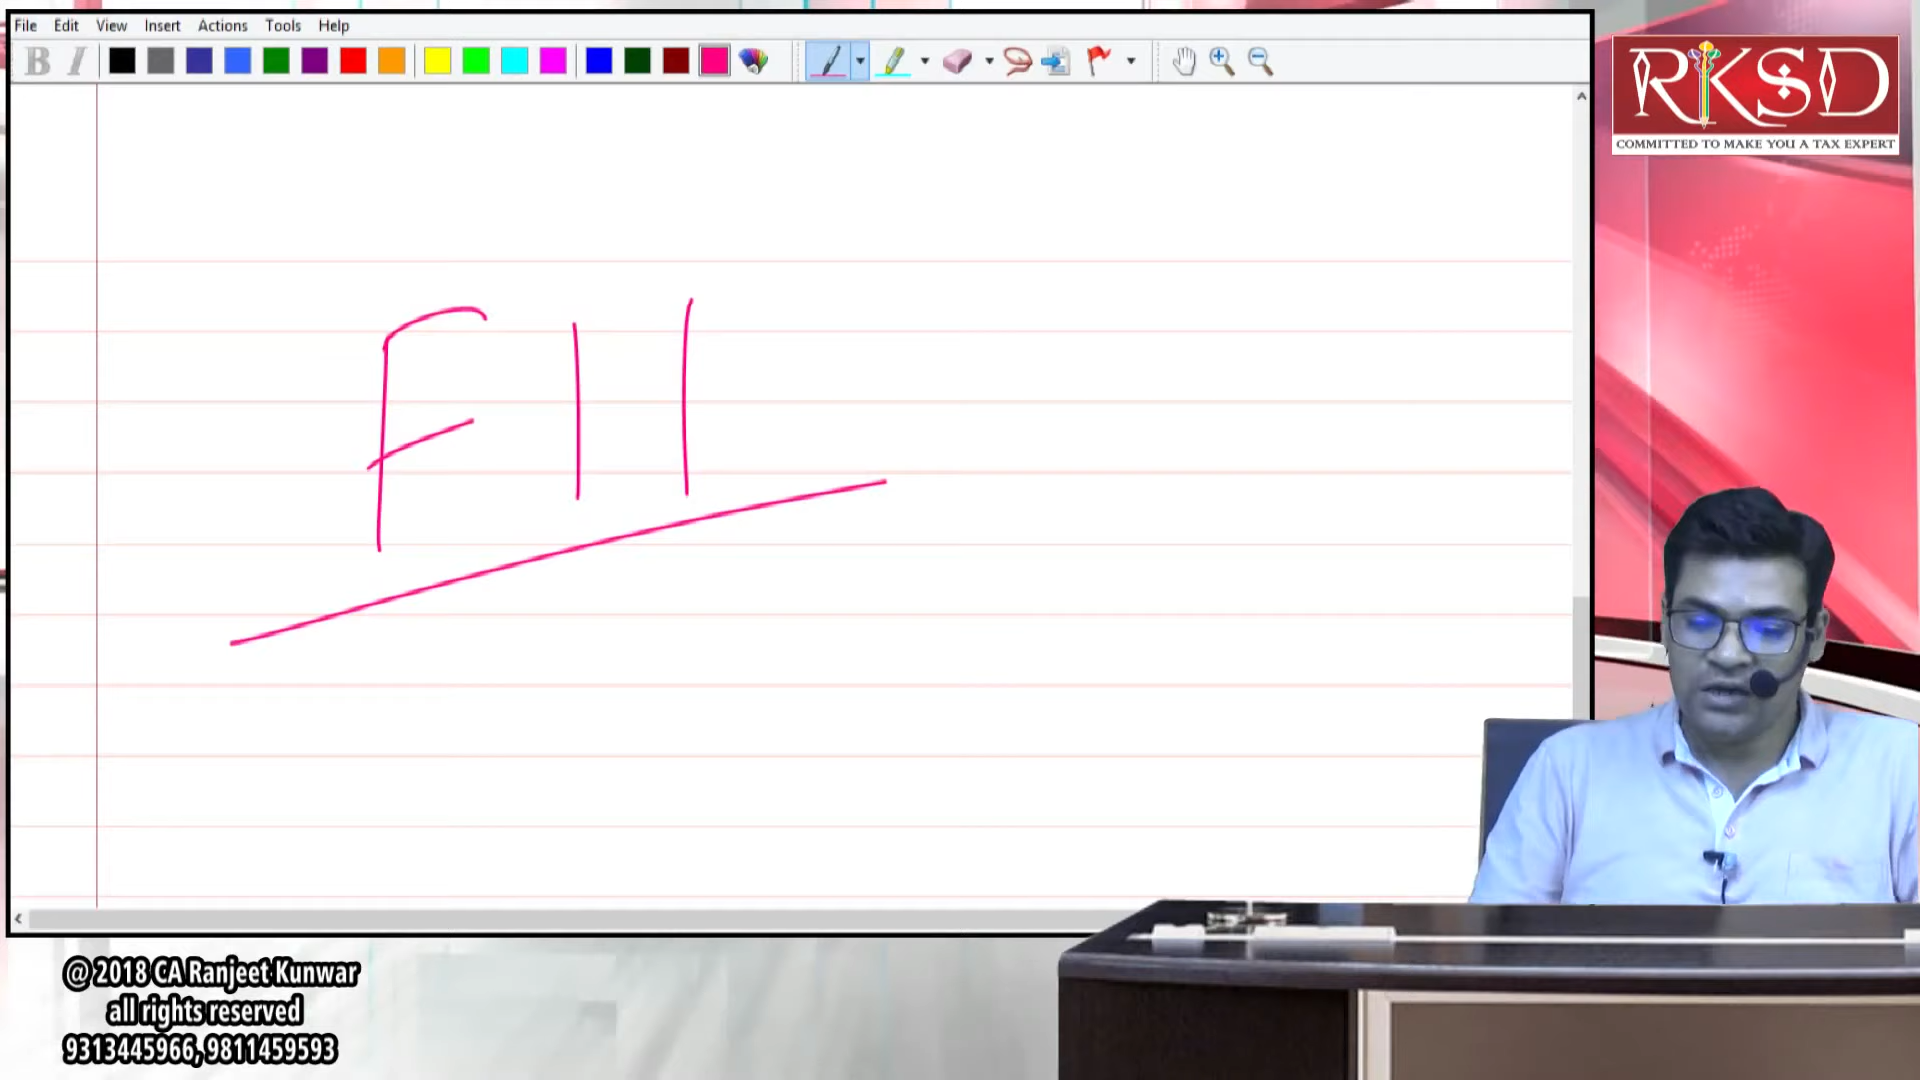 File Edit View Insert Actions Tools Help
B I
RKSD
COMMITTED TO MAKE YOU A TAX EXPERT
FII
@ 2018 CA Ranjeet Kunwar
all rights reserved
9313445966, 9811459593